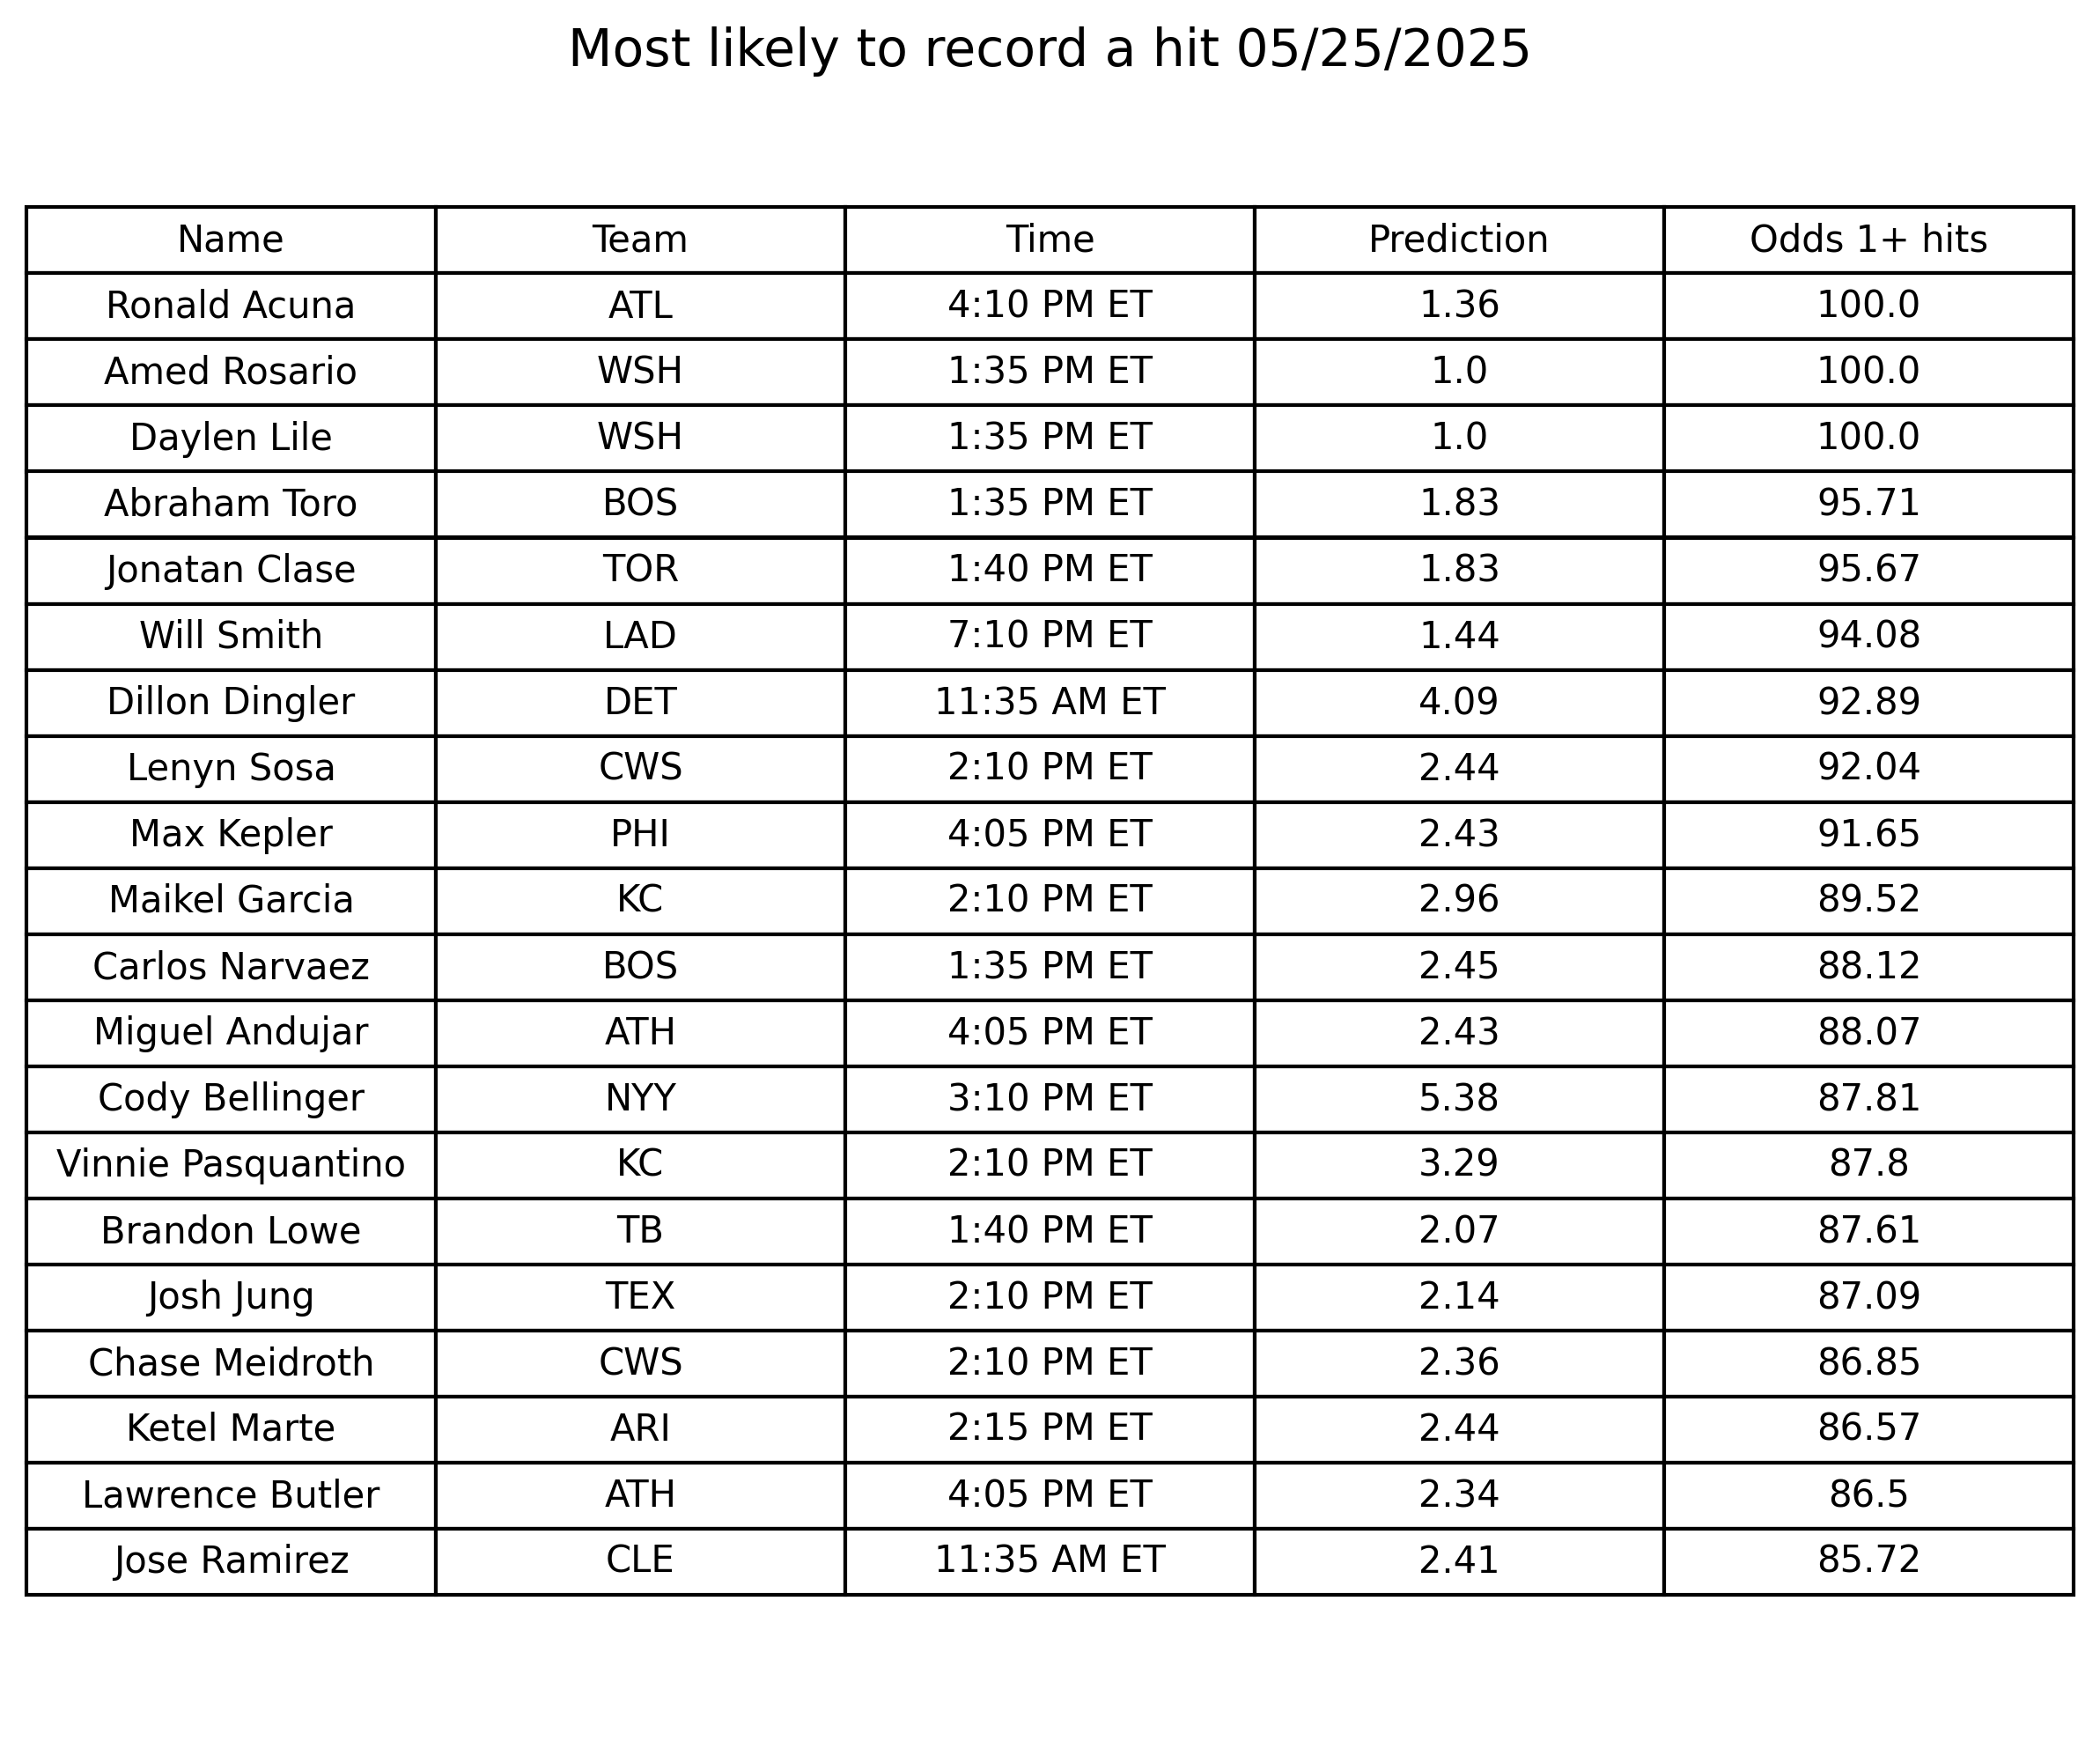 Most likely to record a hit 05/25/2025
Name Team Time Prediction Odds 1+ hits
Ronald Acuna ATL 4:10 PM ET 1.36 100.0
Amed Rosario WSH 1:35 PM ET 1.0 100.0
Daylen Lile WSH 1:35 PM ET 1.0 100.0
Abraham Toro BOS 1:35 PM ET 1.83 95.71
Jonatan Clase TOR 1:40 PM ET 1.83 95.67
Will Smith LAD 7:10 PM ET 1.44 94.08
Dillon Dingler DET 11:35 AM ET 4.09 92.89
Lenyn Sosa CWS 2:10 PM ET 2.44 92.04
Max Kepler PHI 4:05 PM ET 2.43 91.65
Maikel Garcia KC 2:10 PM ET 2.96 89.52
Carlos Narvaez BOS 1:35 PM ET 2.45 88.12
Miguel Andujar ATH 4:05 PM ET 2.43 88.07
Cody Bellinger NYY 3:10 PM ET 5.38 87.81
Vinnie Pasquantino KC 2:10 PM ET 3.29 87.8
Brandon Lowe TB 1:40 PM ET 2.07 87.61
Josh Jung TEX 2:10 PM ET 2.14 87.09
Chase Meidroth CWS 2:10 PM ET 2.36 86.85
Ketel Marte ARI 2:15 PM ET 2.44 86.57
Lawrence Butler ATH 4:05 PM ET 2.34 86.5
Jose Ramirez CLE 11:35 AM ET 2.41 85.72